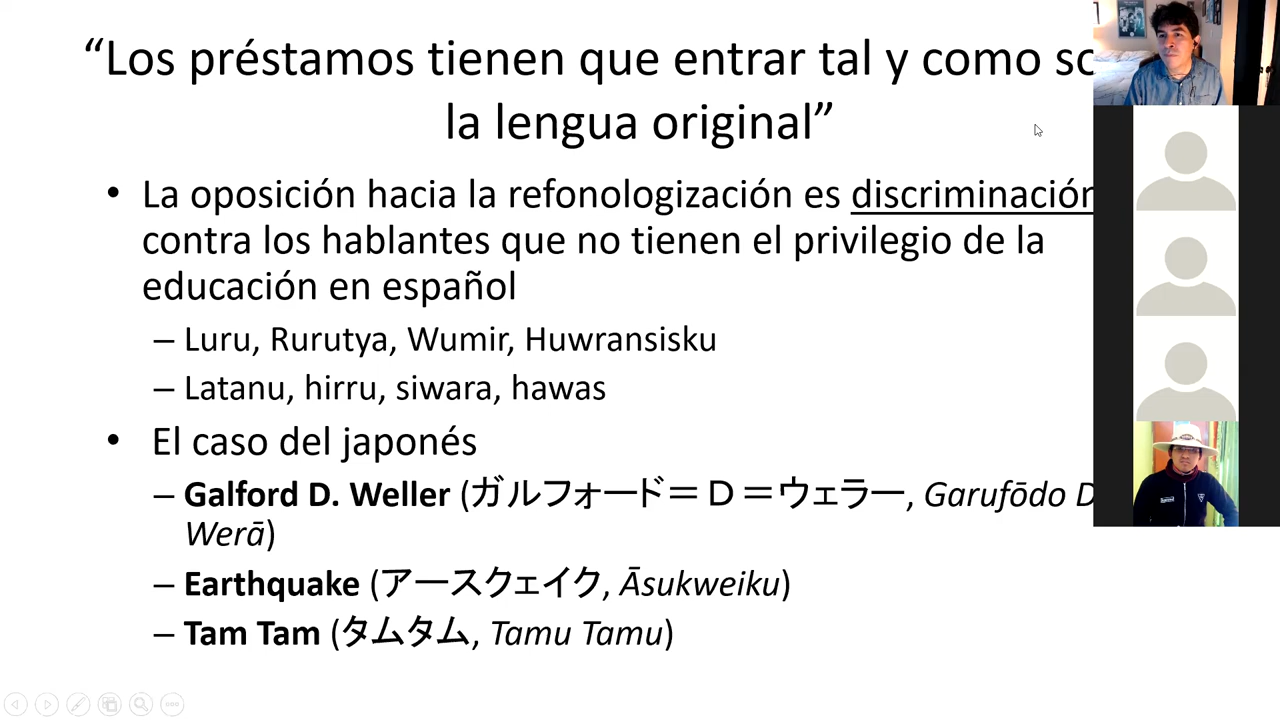 “Los préstamos tienen que entrar tal y como
la lengua original”
• La oposición hacia la refonologización es discriminación
contra los hablantes que no tienen el privilegio de la
educación en español
– Luru, Rurutya, Wumir, Huwransisku
– Latanu, hirru, siwara, hawas
• El caso del japonés
– Galford D. Weller (ガルフォード＝Ｄ＝ウェラー, Garufōdo D
Werā)
– Earthquake (アースクェイク, Āsukweiku)
– Tam Tam (タムタム, Tamu Tamu)